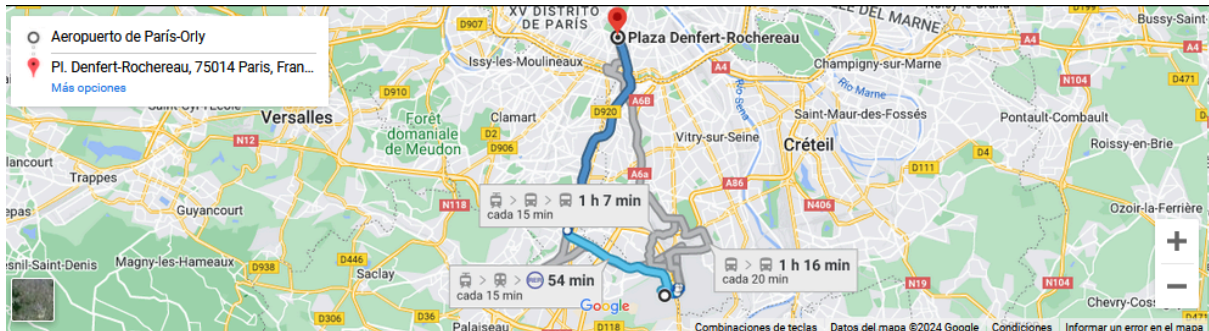 Aeropuerto de París-Orly
Pl. Denfert-Rochereau, 75014 Paris, Fran...
Más opciones
XV DISTRITO
DE PARÍS
Plaza Denfert-Rochereau
Issy-les-Moulineaux
D907
D920
A6B
A4
A4
DEL MARNE
D199
Bussy-Saint-
Champigny-sur-Marne
N104
D471
Río Marne
Río Sena
Saint-Maur-des-Fossés
Pontault-Combault
Roissy-en-Brie
D910
Versalles
Forêt
domaniale
de Meudon
Clamart
D2
D906
N12
Vitry-sur-Seine
Créteil
D111
D4
Trappes
Guyancourt
N118
A6a
A86
N406
Ozoir-la-Ferrière
1 h 7 min
cada 15 min
RER 54 min
cada 15 min
1 h 16 min
cada 20 min
Magny-les-Hameaux
D938
D446
Saclay
D36
D306
Palaiseau
D118
N19
N104
D471
Google
+
−
Combinaciones de teclas
Datos del mapa ©2024 Google
Condiciones
Informar un error en el mapa